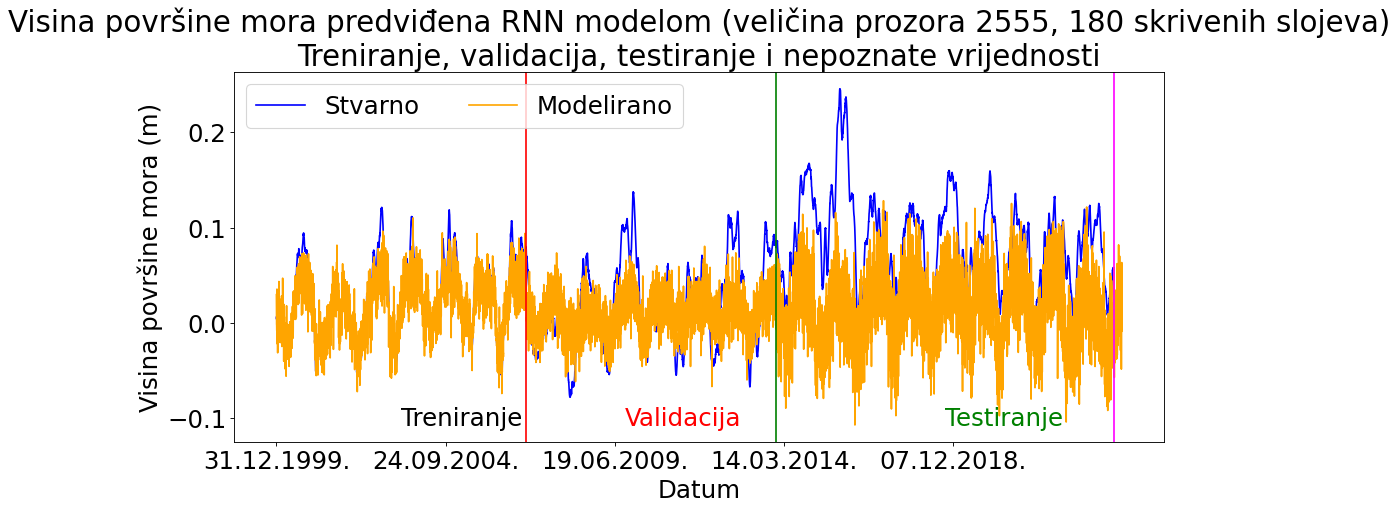 Visina površine mora predviđena RNN modelom (veličina prozora 2555, 180 skrivenih slojeva)
Treniranje, validacija, testiranje i nepoznate vrijednosti
Stvarno Modelirano
Visina površine mora (m)
0.2
0.1
0.0
−0.1
Treniranje Validacija Testiranje
31.12.1999. 24.09.2004. 19.06.2009. 14.03.2014. 07.12.2018.
Datum